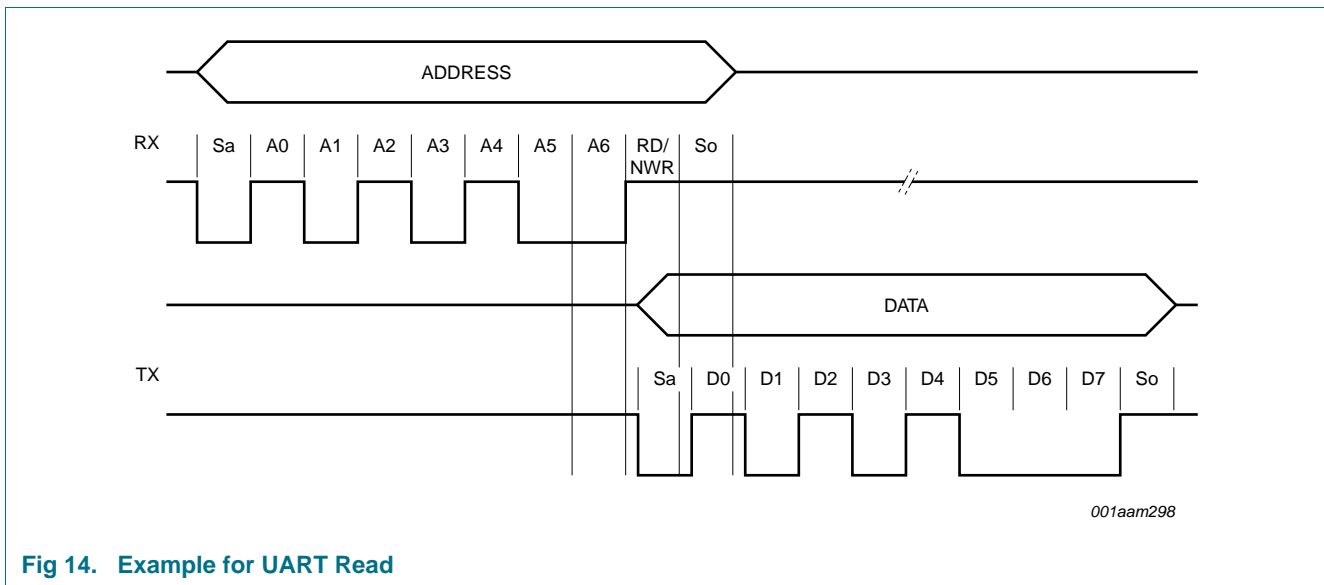 ADDRESS
RX Sa A0 A1 A2 A3 A4 A5 A6 RD/ So
NWR
DATA
TX Sa D0 D1 D2 D3 D4 D5 D6 D7 So
001aam298
Fig 14. Example for UART Read